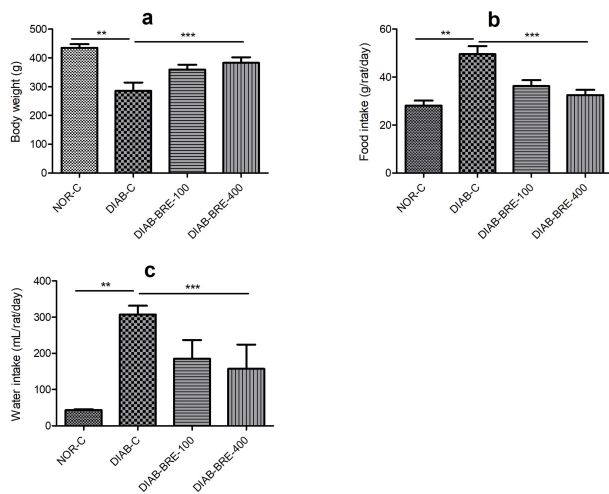 a
Body weight (g)
500
400
300
200
100
0
**
***
NOR-C
DIAB-C
DIAB-BRE-100
DIAB-BRE-400
b
Food intake (g/rat/day)
60
40
20
0
**
***
NOR-C
DIAB-C
DIAB-BRE-100
DIAB-BRE-400
c
Water intake (mL/rat/day)
400
300
200
100
0
**
***
NOR-C
DIAB-C
DIAB-BRE-100
DIAB-BRE-400